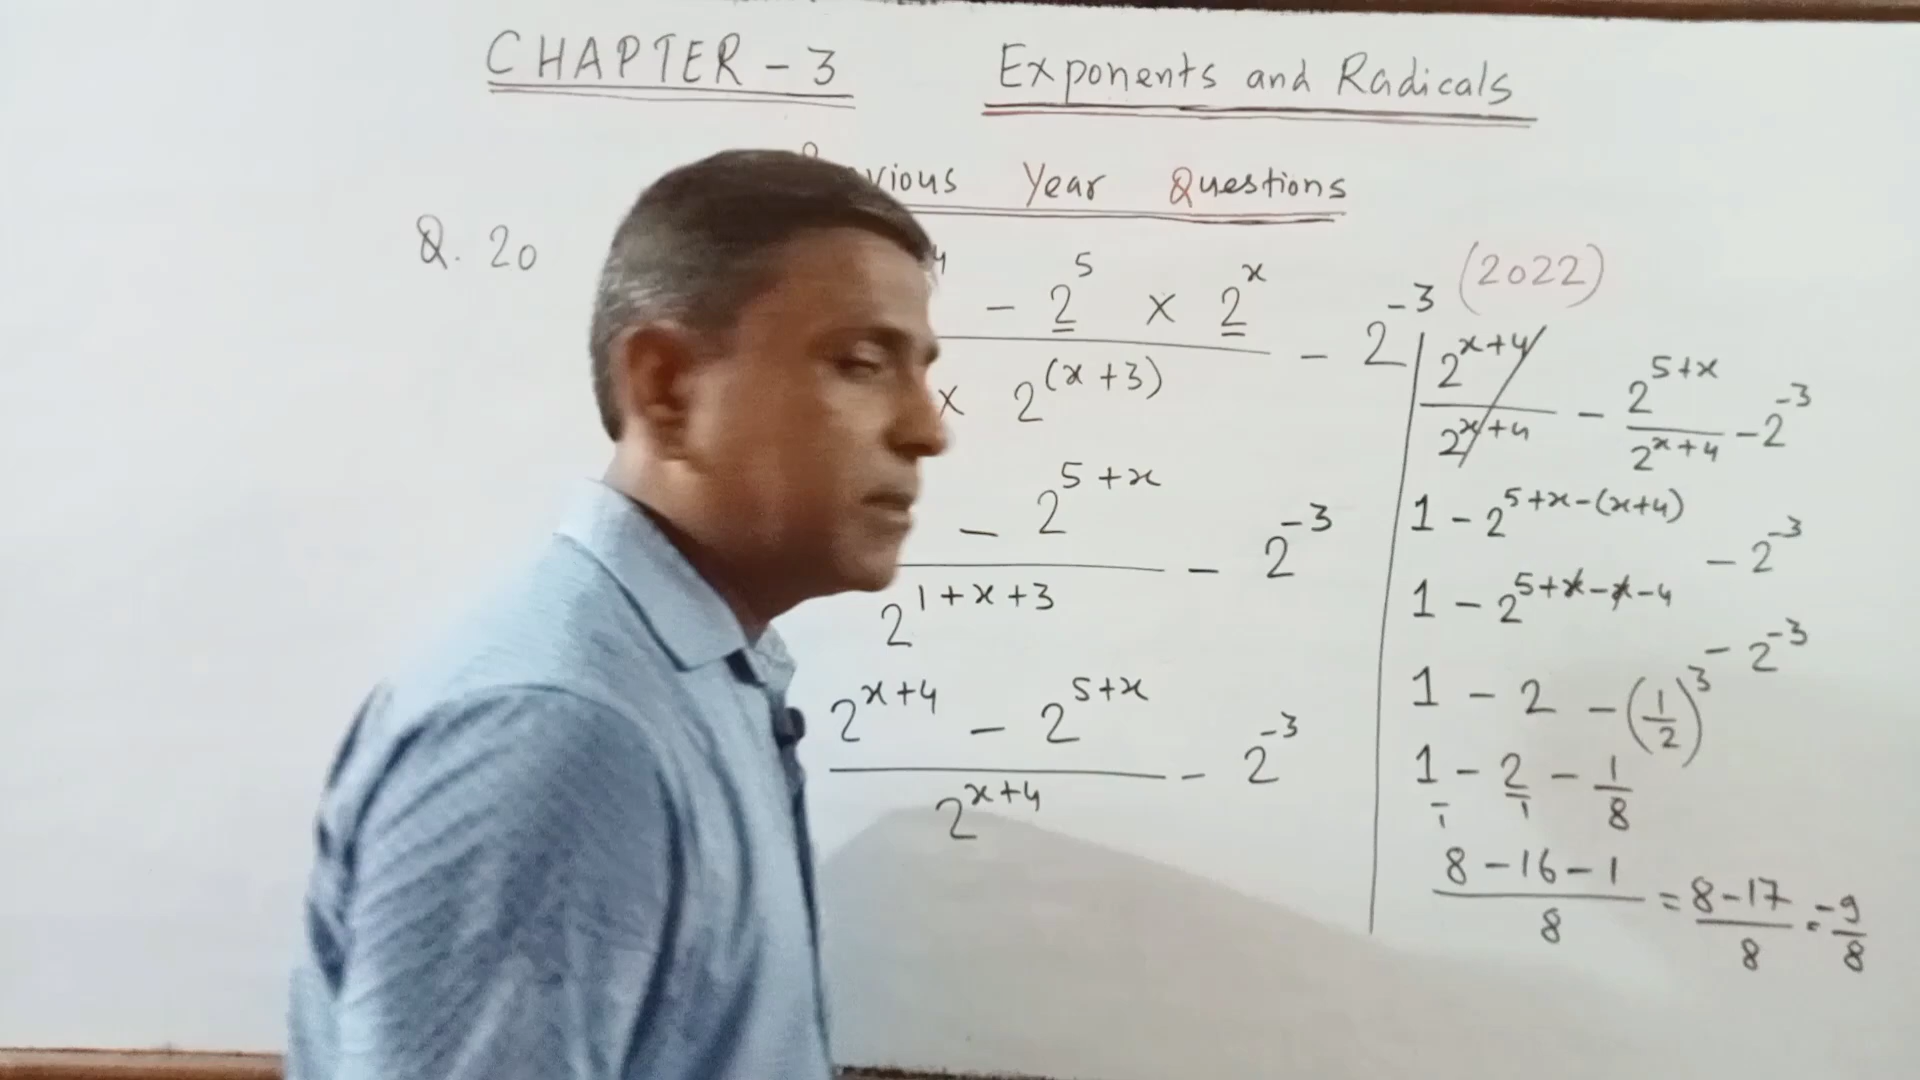 CHAPTER - 3 Exponents and Radicals
Year Questions
Q. 20 (2022)
4 - 2^5 × 2^x
× 2^(x + 3) - 2^-3
- 2^5+x
2^1+x+3 - 2^-3
2^x+4 - 2^5+x
2^x+4 - 2^-3
2^x+4 / 2^x+4 - 2^5+x / 2^x+4 - 2^-3
1 - 2^5+x-(x+4) - 2^-3
1 - 2^5+x-x-4 - 2^-3
1 - 2 - (1/2)^3
1/1 - 2/1 - 1/8
8 - 16 - 1 / 8 = 8 - 17 / 8 = -9/8